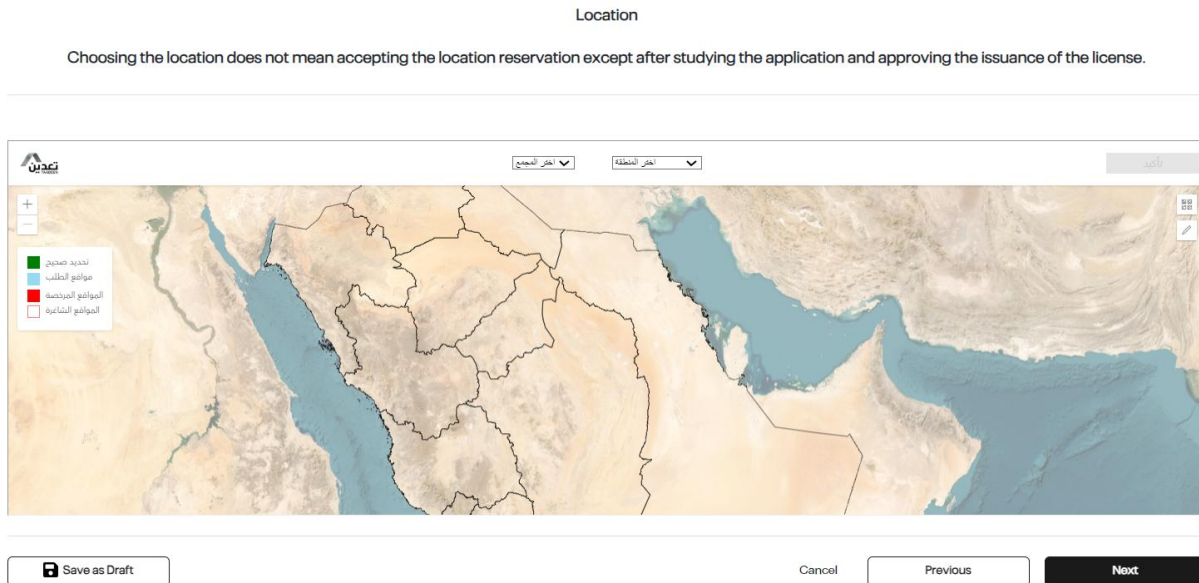 Location
Choosing the location does not mean accepting the location reservation except after studying the application and approving the issuance of the license.
تعدين
TAADEEN
اختر المجمع
اختر المنطقة
تأكيد
تحديد صحيح
مواقع الطلب
المواقع المرخصة
المواقع الشاغرة
Save as Draft
Cancel
Previous
Next